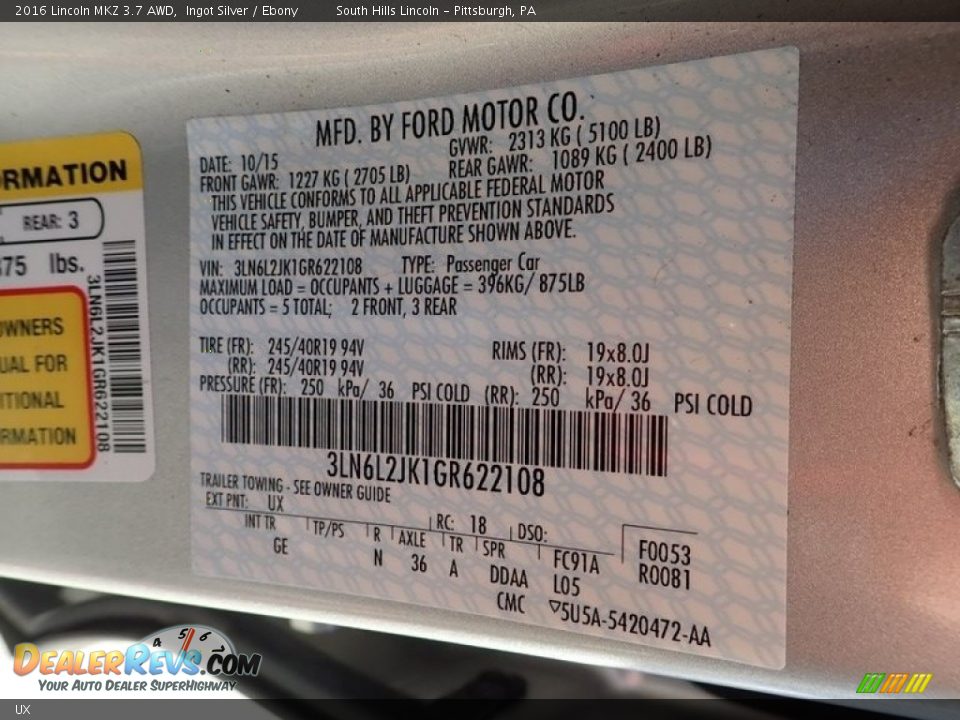 2016 Lincoln MKZ 3.7 AWD, Ingot Silver / Ebony South Hills Lincoln - Pittsburgh, PA
MFD. BY FORD MOTOR CO.
DATE: 10/15 GVWR: 2313 KG ( 5100 LB)
FRONT GAWR: 1227 KG ( 2705 LB) REAR GAWR: 1089 KG ( 2400 LB)
THIS VEHICLE CONFORMS TO ALL APPLICABLE FEDERAL MOTOR
VEHICLE SAFETY, BUMPER, AND THEFT PREVENTION STANDARDS
IN EFFECT ON THE DATE OF MANUFACTURE SHOWN ABOVE.
VIN: 3LN6L2JK1GR622108 TYPE: Passenger Car
MAXIMUM LOAD = OCCUPANTS + LUGGAGE = 396KG/ 875LB
OCCUPANTS = 5 TOTAL; 2 FRONT, 3 REAR
TIRE (FR): 245/40R19 94V RIMS (FR): 19x8.0J
(RR): 245/40R19 94V (RR): 19x8.0J
PRESSURE (FR): 250 kPa/ 36 PSI COLD (RR): 250 kPa/ 36 PSI COLD
3LN6L2JK1GR622108
TRAILER TOWING - SEE OWNER GUIDE
EXT PNT: UX RC: 18 DSO:
INT TR TP/PS R AXLE TR SPR FC91A F0053
GE N 36 A DDAA L05 R0081
CMC ▽5U5A-5420472-AA
RMATION
REAR: 3
875 lbs.
OWNERS
UAL FOR
ITIONAL
RMATION
3LN6L2JK1GR622108
4 5 6
DEALERREVS.COM
YOUR AUTO DEALER SUPERHIGHWAY
UX